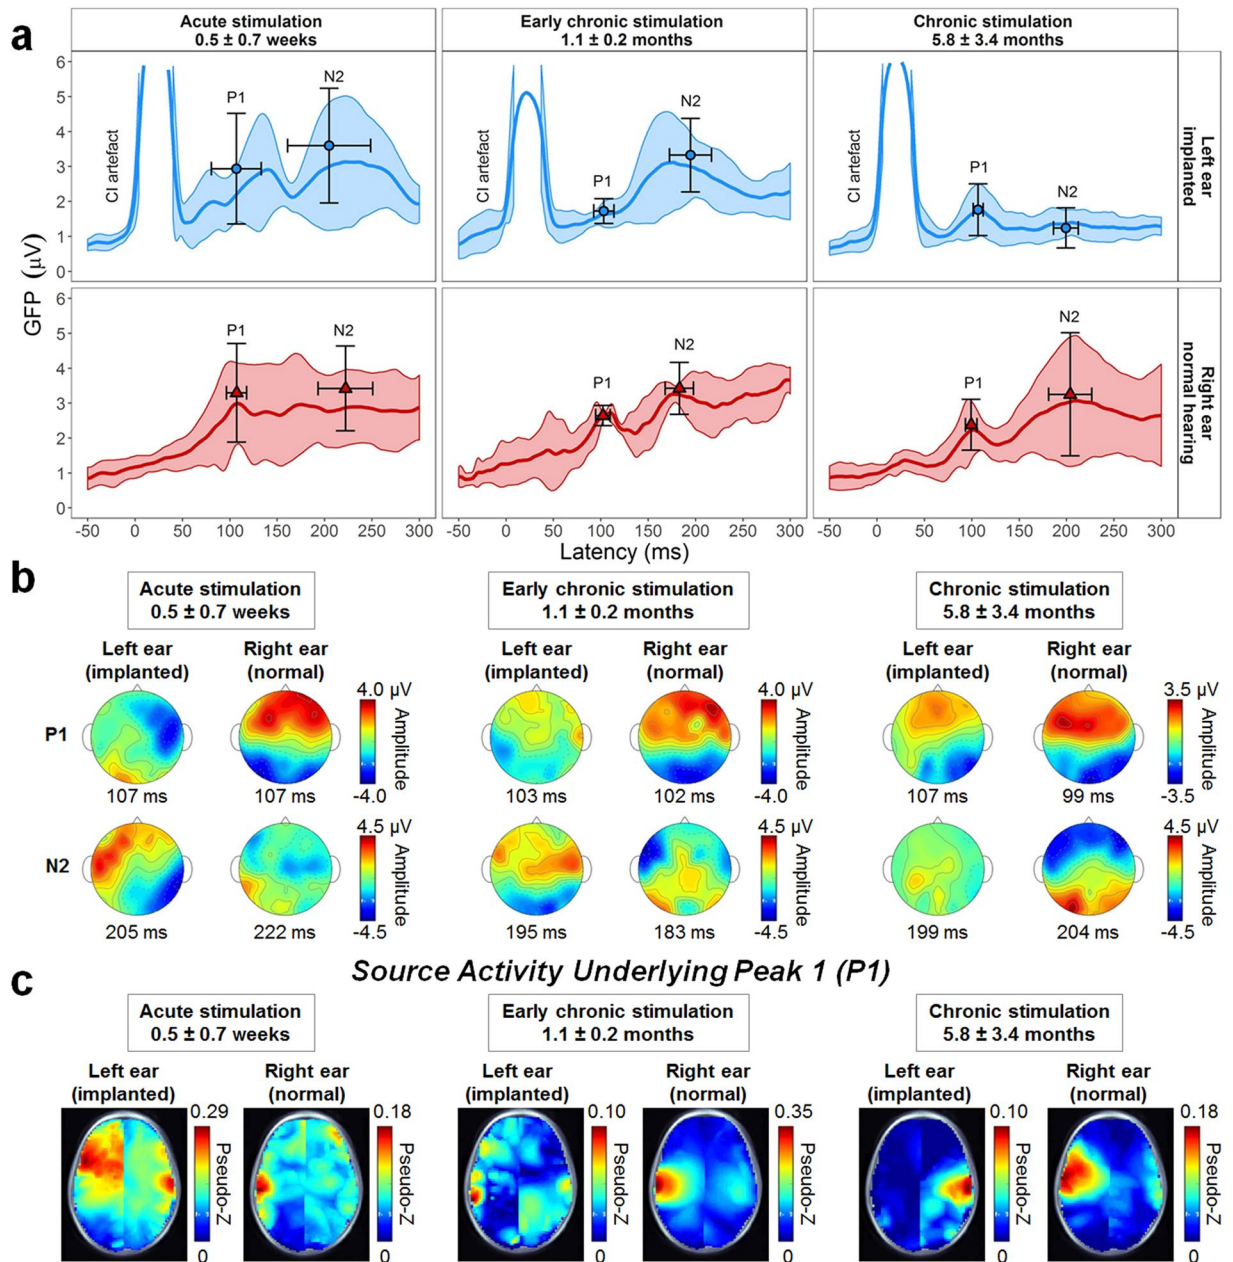 a
Acute stimulation
0.5 ± 0.7 weeks
Early chronic stimulation
1.1 ± 0.2 months
Chronic stimulation
5.8 ± 3.4 months
GFP (μV)
6
5
4
3
2
1
0
CI artefact
P1
N2
CI artefact
P1
N2
CI artefact
P1
N2
Left ear
implanted
6
5
4
3
2
1
0
P1
N2
P1
N2
P1
N2
Right ear
normal hearing
-50 0 50 100 150 200 250 300
-50 0 50 100 150 200 250 300
-50 0 50 100 150 200 250 300
Latency (ms)
b
Acute stimulation
0.5 ± 0.7 weeks
Early chronic stimulation
1.1 ± 0.2 months
Chronic stimulation
5.8 ± 3.4 months
Left ear
(implanted)
Right ear
(normal)
Left ear
(implanted)
Right ear
(normal)
Left ear
(implanted)
Right ear
(normal)
P1
4.0 μV
Amplitude
-4.0
4.0 μV
Amplitude
-4.0
3.5 μV
Amplitude
-3.5
107 ms
107 ms
103 ms
102 ms
107 ms
99 ms
N2
4.5 μV
Amplitude
-4.5
4.5 μV
Amplitude
-4.5
4.5 μV
Amplitude
-4.5
205 ms
222 ms
195 ms
183 ms
199 ms
204 ms
c
Source Activity Underlying Peak 1 (P1)
Acute stimulation
0.5 ± 0.7 weeks
Early chronic stimulation
1.1 ± 0.2 months
Chronic stimulation
5.8 ± 3.4 months
Left ear
(implanted)
Right ear
(normal)
Left ear
(implanted)
Right ear
(normal)
Left ear
(implanted)
Right ear
(normal)
0.29
Pseudo-Z
0
0.18
Pseudo-Z
0
0.10
Pseudo-Z
0
0.35
Pseudo-Z
0
0.10
Pseudo-Z
0
0.18
Pseudo-Z
0